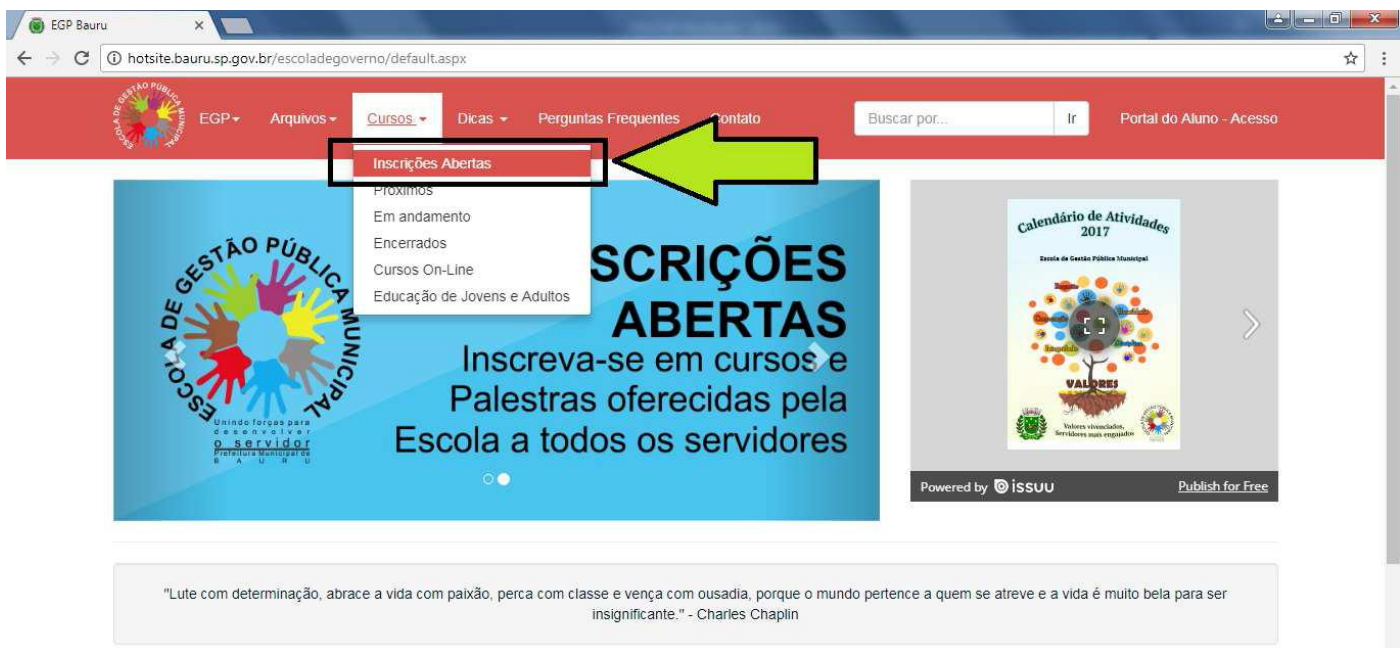 EGP Bauru
hotsite.bauru.sp.gov.br/escoladegoverno/default.aspx
ESCOLA DE GESTÃO PÚBLICA MUNICIPAL
EGP
Arquivos
Cursos
Dicas
Perguntas Frequentes
Contato
Buscar por...
Ir
Portal do Aluno - Acesso
Inscrições Abertas
Próximos
Em andamento
Encerrados
Cursos On-Line
Educação de Jovens e Adultos
ESCOLA DE GESTÃO PÚBLICA MUNICIPAL
Unindo forças para
desenvolver
o servidor
Prefeitura Municipal de
BAURU
SCRIÇÕES
ABERTAS
Inscreva-se em cursos e
Palestras oferecidas pela
Escola a todos os servidores
Calendário de Atividades
2017
Escola de Gestão Pública Municipal
VALORES
Valores vivenciados,
Servidores mais engajados
Powered by issuu
Publish for Free
"Lute com determinação, abrace a vida com paixão, perca com classe e vença com ousadia, porque o mundo pertence a quem se atreve e a vida é muito bela para ser
insignificante." - Charles Chaplin